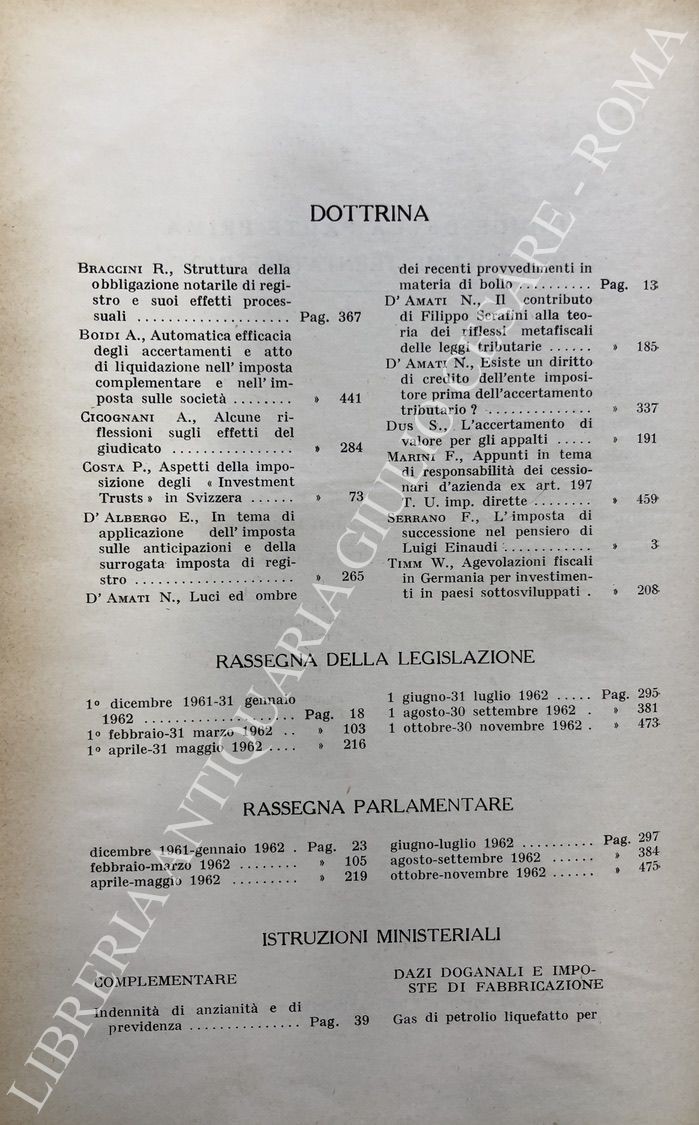 DOTTRINA
BRACCINI R., Struttura della
obbligazione notarile di regi-
stro e suoi effetti proces-
suali .................. Pag. 367
BOIDI A., Automatica efficacia
degli accertamenti e atto
di liquidazione nell' imposta
complementare e nell' im-
posta sulle società ........ » 441
CICOGNANI A., Alcune ri-
flessioni sugli effetti del
giudicato ................ » 284
COSTA P., Aspetti della impo-
sizione degli « Investment
Trusts» in Svizzera ...... » 73
D' ALBERGO E., In tema di
applicazione dell' imposta
sulle anticipazioni e della
surrogata imposta di regi-
stro ..................... » 265
D' AMATI N., Luci ed ombre
dei recenti provvedimenti in
materia di bollo .......... Pag. 13
D' AMATI N., Il contributo
di Filippo Serafini alla teo-
ria dei riflessi metafiscali
delle leggi tributarie ...... » 185
D' AMATI N., Esiste un diritto
di credito dell'ente imposi-
tore prima dell'accertamento
tributario ? .............. » 337
DUS S., L'accertamento di
valore per gli appalti ..... » 191
MARINI F., Appunti in tema
di responsabilità dei cessio-
nari d'azienda ex art. 197
T. U. imp. dirette ........ » 459
SERRANO F., L'imposta di
successione nel pensiero di
Luigi Einaudi ............ » 3
TIMM W., Agevolazioni fiscali
in Germania per investimen-
ti in paesi sottosviluppati . » 208
RASSEGNA DELLA LEGISLAZIONE
1º dicembre 1961-31 gennaio
1962 .................... Pag. 18
1º febbraio-31 marzo 1962 .. » 103
1º aprile-31 maggio 1962 .... » 216
1 giugno-31 luglio 1962 ..... Pag. 295
1 agosto-30 settembre 1962 . » 381
1 ottobre-30 novembre 1962 . » 473
RASSEGNA PARLAMENTARE
dicembre 1961-gennaio 1962 . Pag. 23
febbraio-marzo 1962 ........ » 105
aprile-maggio 1962 ......... » 219
giugno-luglio 1962 .......... Pag. 297
agosto-settembre 1962 ...... » 384
ottobre-novembre 1962 ...... » 475
ISTRUZIONI MINISTERIALI
COMPLEMENTARE
Indennità di anzianità e di
previdenza ............... Pag. 39
DAZI DOGANALI E IMPO-
STE DI FABBRICAZIONE
Gas di petrolio liquefatto per
LIBRERIA ANTIQUARIA GIULIO CESARE - ROMA